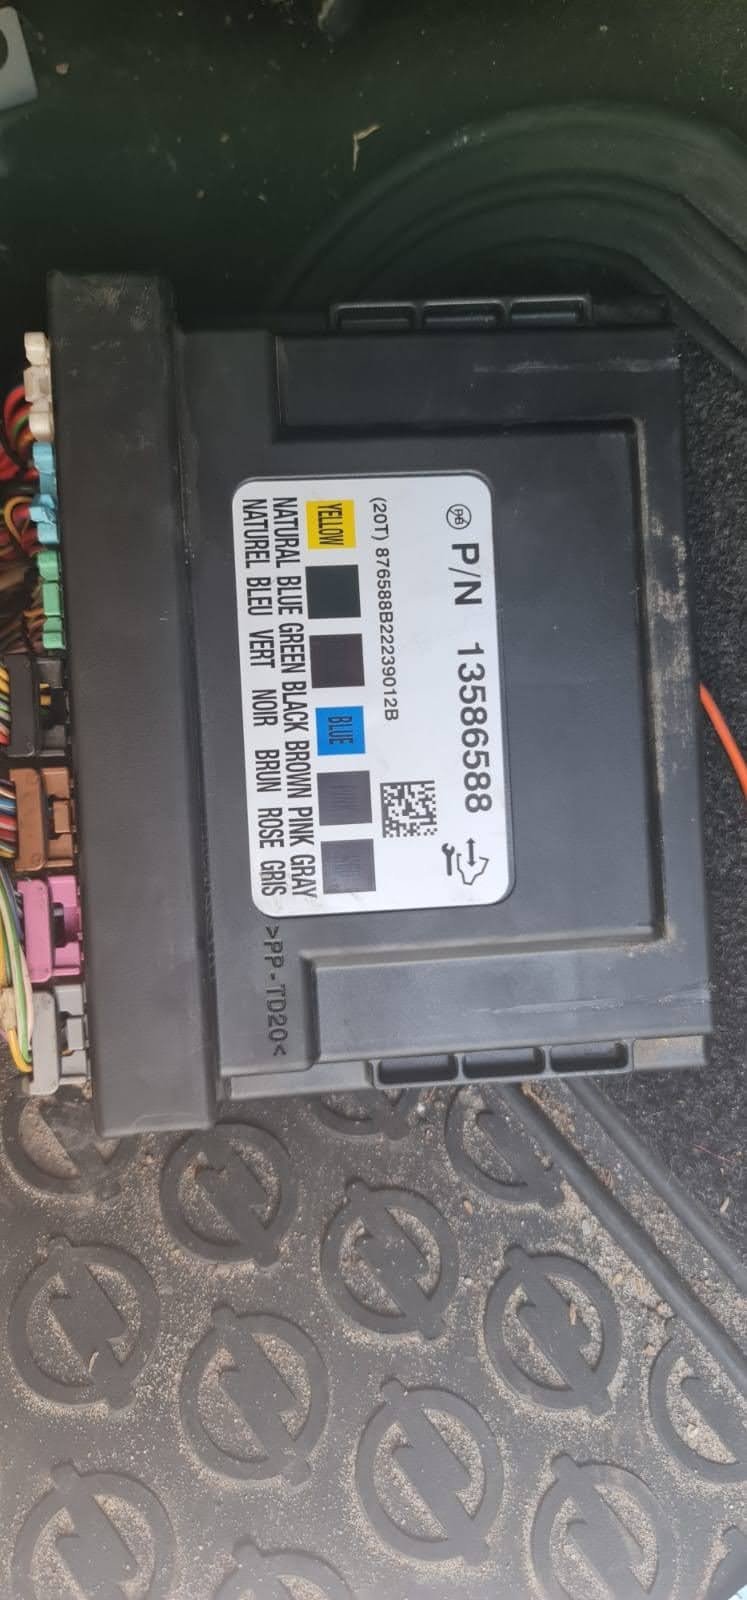 P/N 13586588
(20T) 876588B22239012B
YELLOW
BLUE
NATURAL BLUE GREEN BLACK BROWN PINK GRAY
NATUREL BLEU VERT NOIR BRUN ROSE GRIS
>PP-TD20<